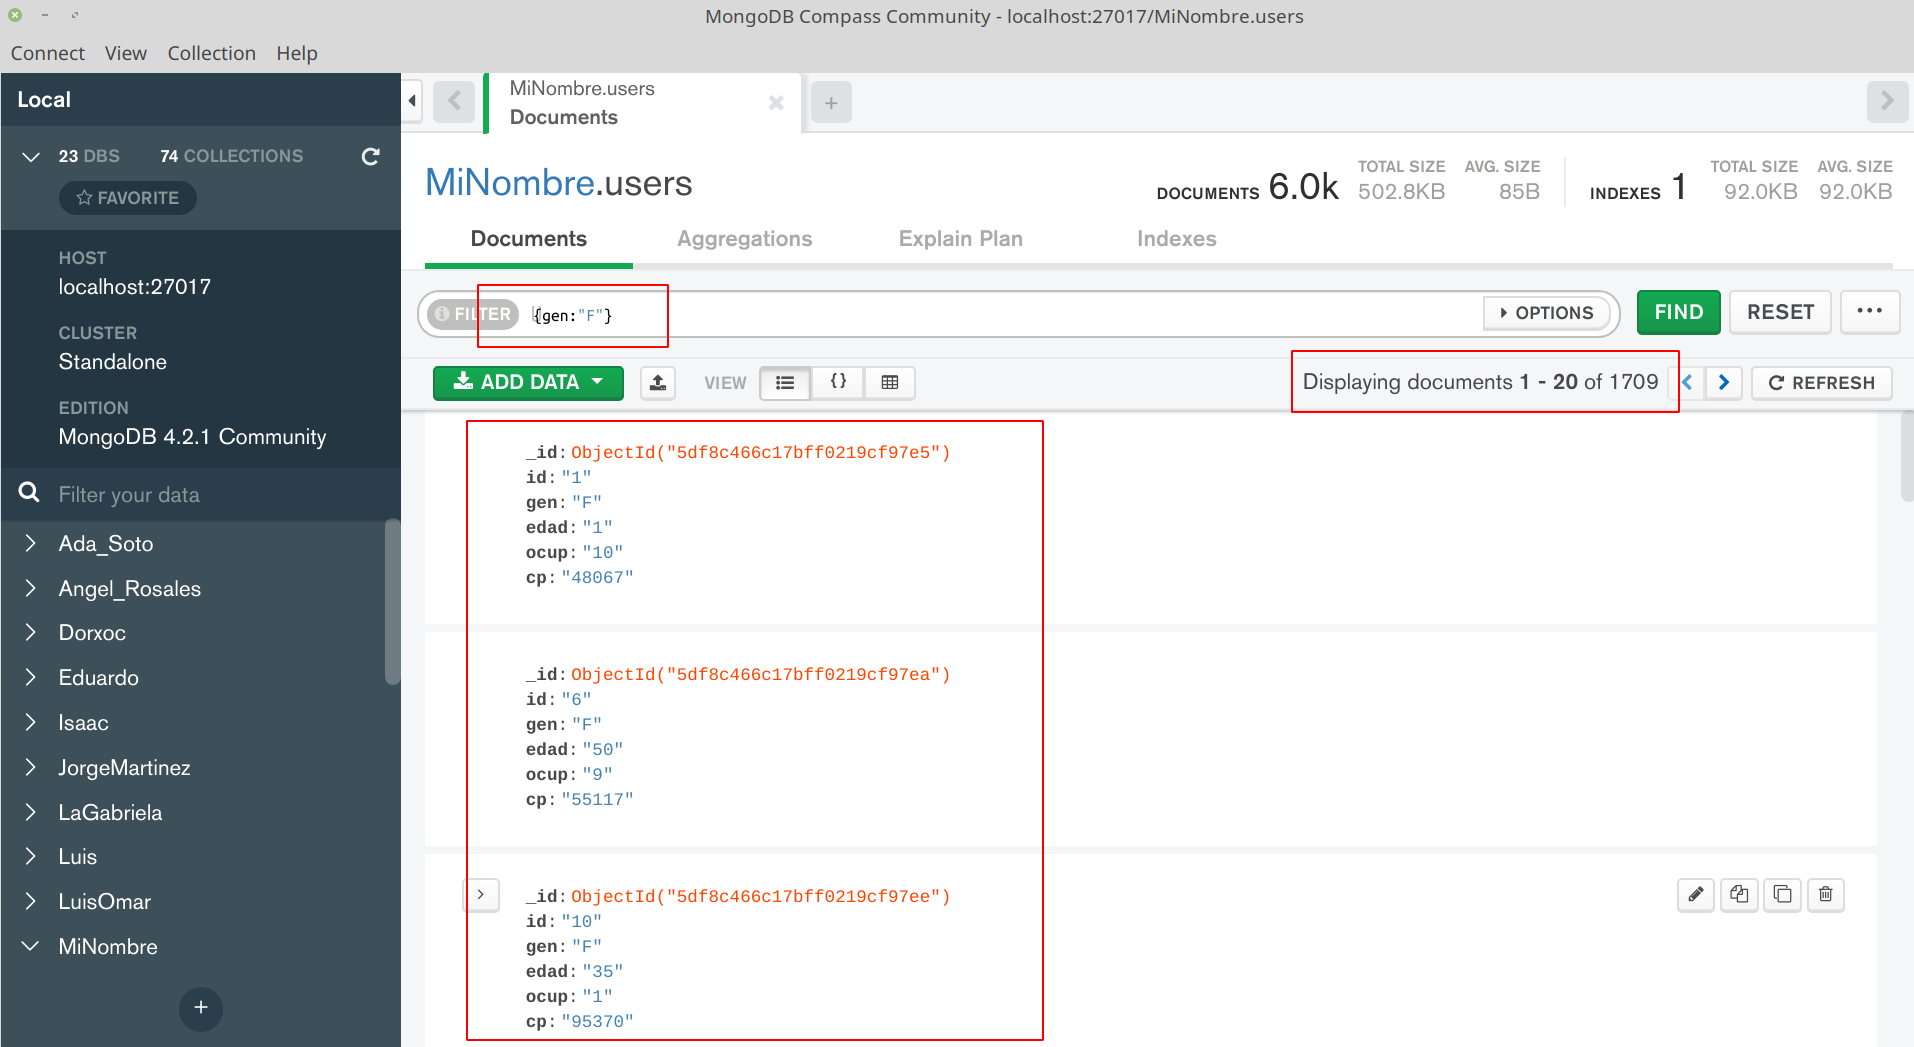 MongoDB Compass Community - localhost:27017/MiNombre.users
Connect View Collection Help
Local
23 DBS 74 COLLECTIONS
FAVORITE
HOST
localhost:27017
CLUSTER
Standalone
EDITION
MongoDB 4.2.1 Community
Filter your data
Ada_Soto
Angel_Rosales
Dorxoc
Eduardo
Isaac
JorgeMartinez
LaGabriela
Luis
LuisOmar
MiNombre
+
MiNombre.users
Documents
+
MiNombre.users
DOCUMENTS 6.0k TOTAL SIZE 502.8KB AVG. SIZE 85B
INDEXES 1 TOTAL SIZE 92.0KB AVG. SIZE 92.0KB
Documents Aggregations Explain Plan Indexes
FILTER {gen:"F"} OPTIONS FIND RESET ...
ADD DATA VIEW {} Displaying documents 1 - 20 of 1709 REFRESH
_id: ObjectId("5df8c466c17bff0219cf97e5")
id: "1"
gen: "F"
edad: "1"
ocup: "10"
cp: "48067"
_id: ObjectId("5df8c466c17bff0219cf97ea")
id: "6"
gen: "F"
edad: "50"
ocup: "9"
cp: "55117"
_id: ObjectId("5df8c466c17bff0219cf97ee")
id: "10"
gen: "F"
edad: "35"
ocup: "1"
cp: "95370"